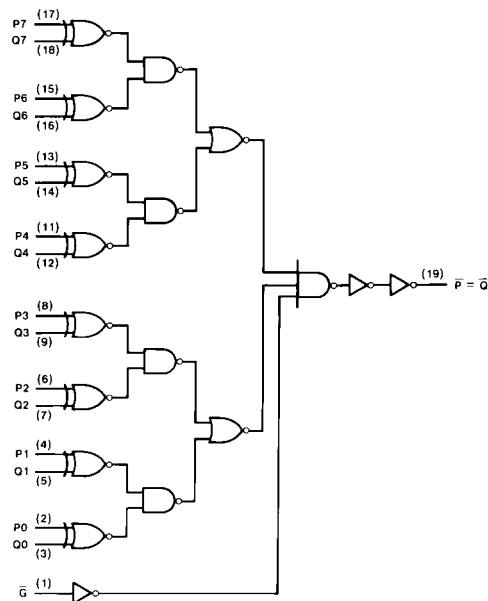 (17)
P7
Q7
(18)
(15)
P6
Q6
(16)
(13)
P5
Q5
(14)
(11)
P4
Q4
(12)
(19)
P̅ = Q̅
(8)
P3
Q3
(9)
(6)
P2
Q2
(7)
(4)
P1
Q1
(5)
(2)
P0
Q0
(3)
(1)
G̅